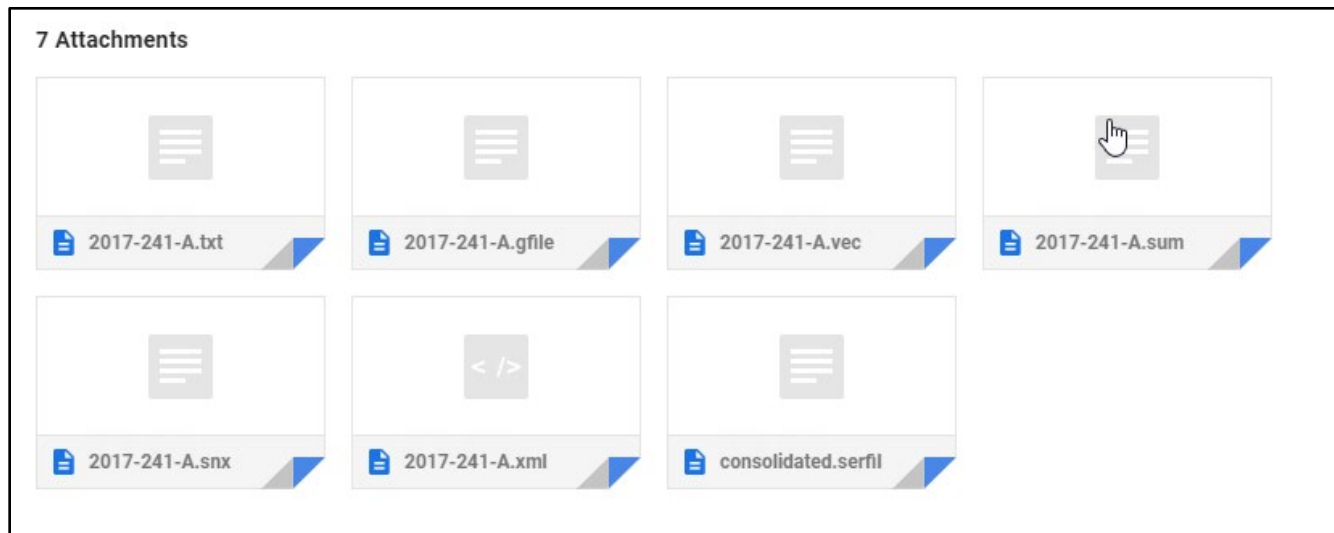 7 Attachments
2017-241-A.txt
2017-241-A.gfile
2017-241-A.vec
2017-241-A.sum
2017-241-A.snx
</>
2017-241-A.xml
consolidated.serfil